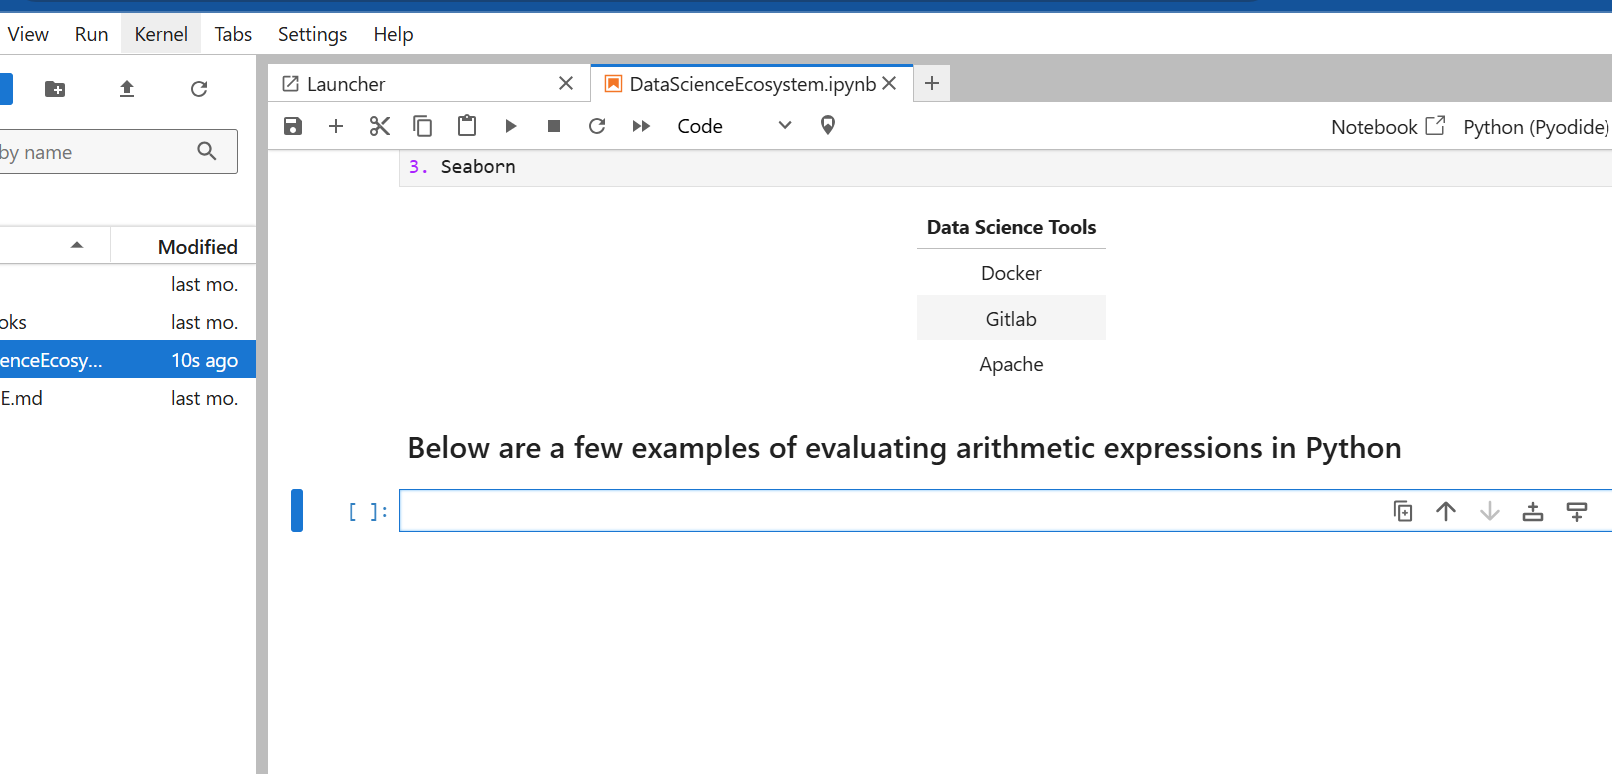 View Run Kernel Tabs Settings Help
Launcher
DataScienceEcosystem.ipynb
Code
Notebook
Python (Pyodide)
by name
Modified
last mo.
oks last mo.
enceEcosy... 10s ago
E.md last mo.
3. Seaborn
Data Science Tools
Docker
Gitlab
Apache
Below are a few examples of evaluating arithmetic expressions in Python
[ ]: